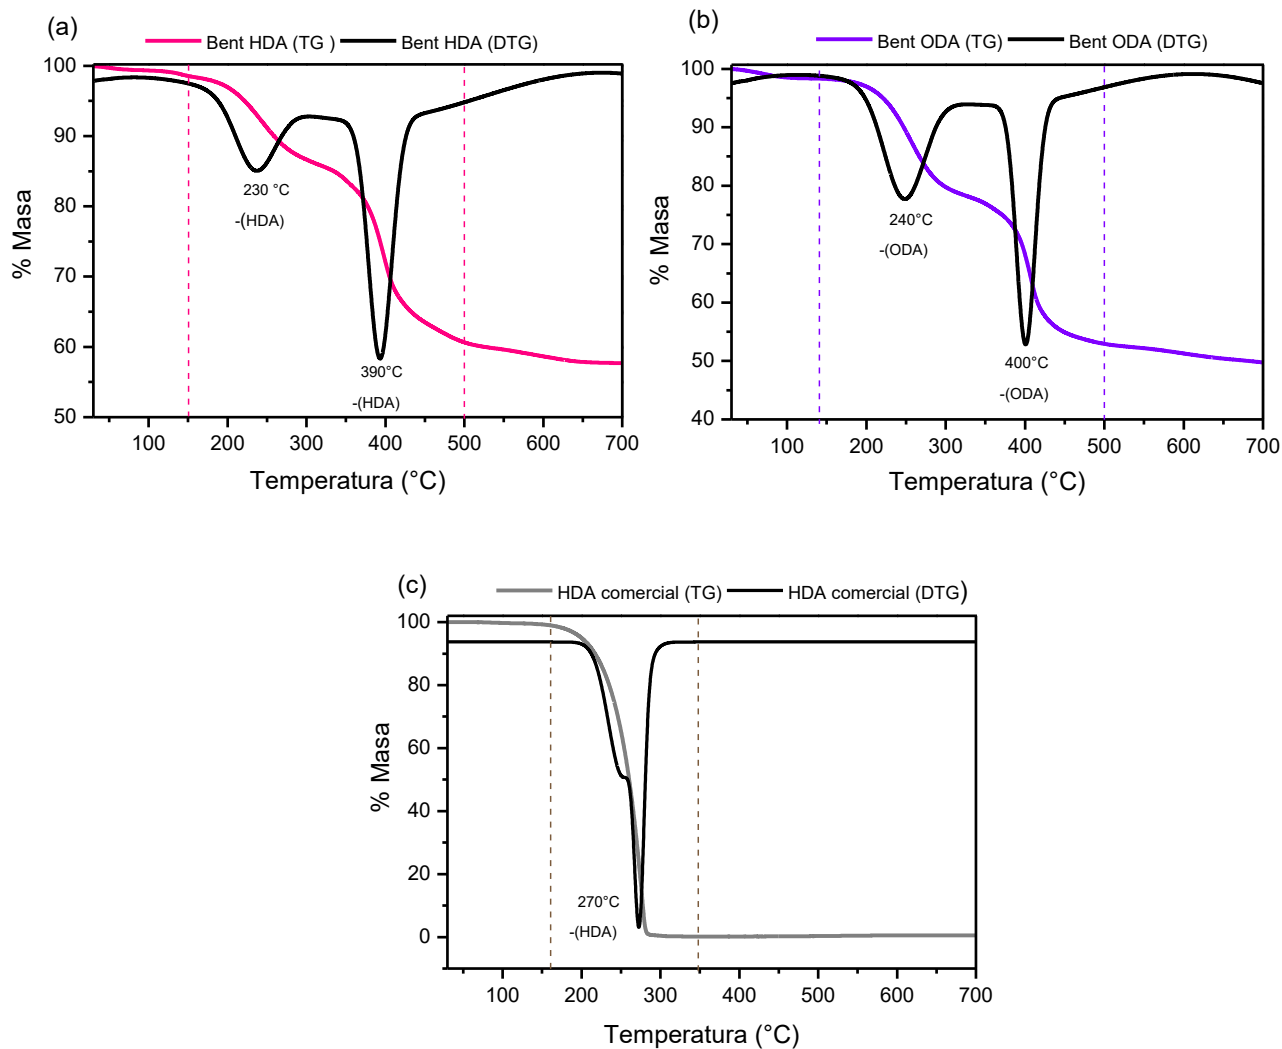 (a)
Bent HDA (TG ) Bent HDA (DTG)
100
90
80
70
60
50
% Masa
230 °C
-(HDA)
390°C
-(HDA)
100 200 300 400 500 600 700
Temperatura (°C)
(b)
Bent ODA (TG) Bent ODA (DTG)
100
90
80
70
60
50
40
% Masa
240°C
-(ODA)
400°C
-(ODA)
100 200 300 400 500 600 700
Temperatura (°C)
(c)
HDA comercial (TG) HDA comercial (DTG)
100
80
60
40
20
0
% Masa
270°C
-(HDA)
100 200 300 400 500 600 700
Temperatura (°C)